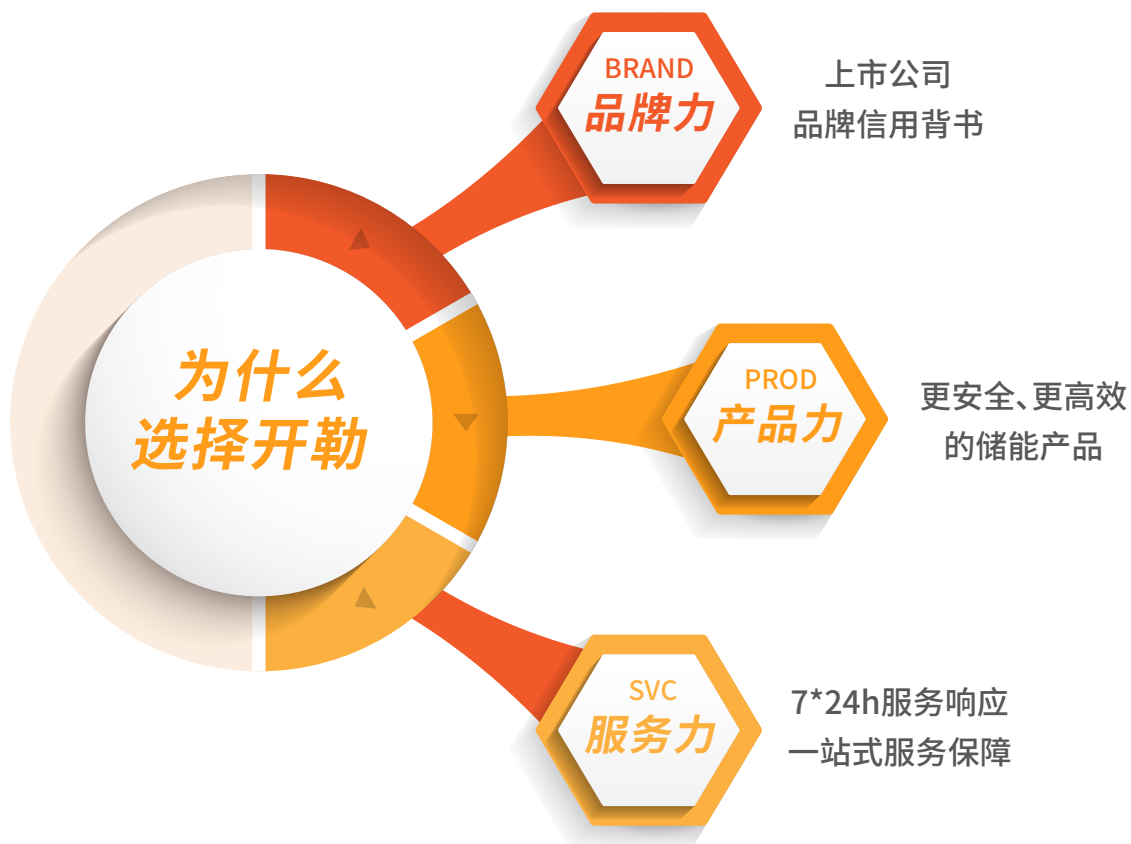 为什么
选择开勒
BRAND
品牌力
上市公司
品牌信用背书
PROD
产品力
更安全、更高效
的储能产品
SVC
服务力
7*24h服务响应
一站式服务保障